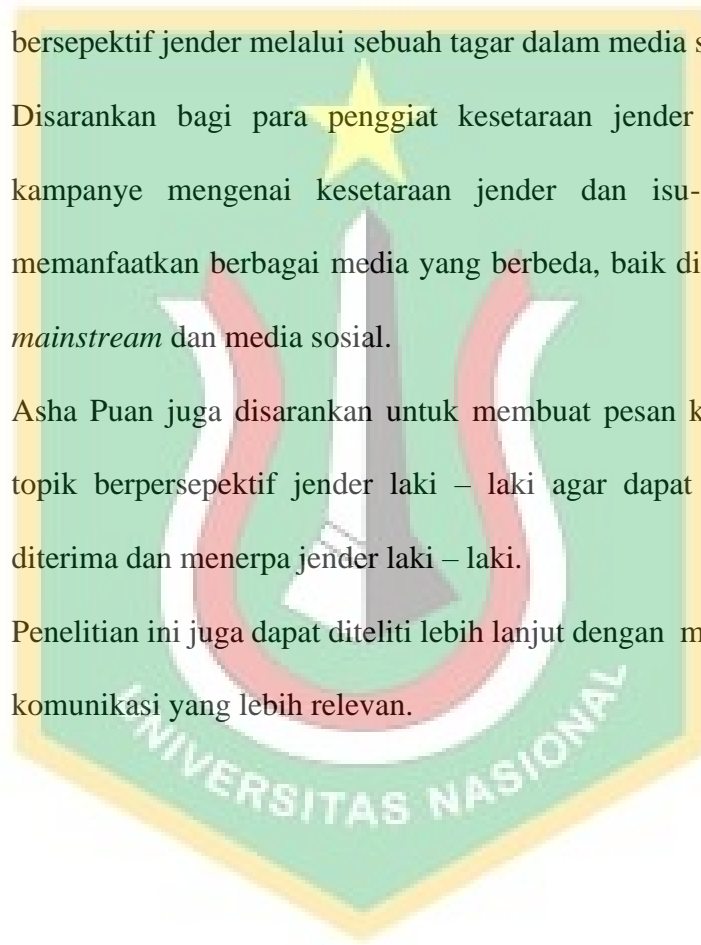 bersepektif jender melalui sebuah tagar dalam media
Disarankan bagi para penggiat kesetaraan jender
kampanye mengenai kesetaraan jender dan isu-
memanfaatkan berbagai media yang berbeda, baik di
mainstream dan media sosial.
Asha Puan juga disarankan untuk membuat pesan
topik berpersepektif jender laki – laki agar dapat
diterima dan menerpa jender laki – laki.
Penelitian ini juga dapat diteliti lebih lanjut dengan
komunikasi yang lebih relevan.
UNIVERSITAS NASIONAL